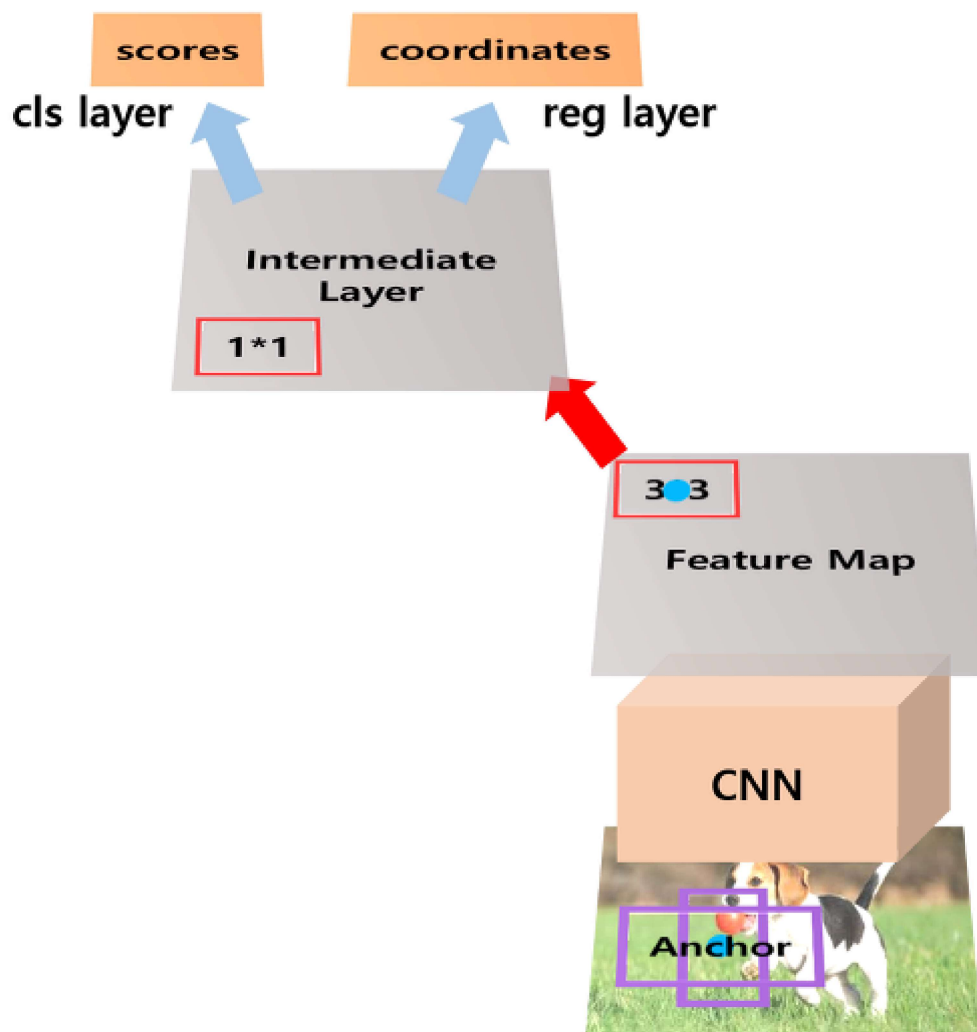 scores
coordinates
cls layer
reg layer
Intermediate
Layer
1*1
3 3
Feature Map
CNN
Anchor